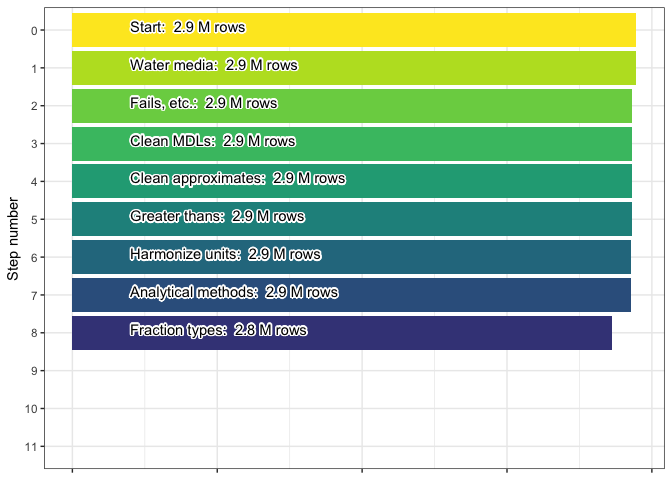 Step number
0
Start:  2.9 M rows
1
Water media:  2.9 M rows
2
Fails, etc.:  2.9 M rows
3
Clean MDLs:  2.9 M rows
4
Clean approximates:  2.9 M rows
5
Greater thans:  2.9 M rows
6
Harmonize units:  2.9 M rows
7
Analytical methods:  2.9 M rows
8
Fraction types:  2.8 M rows
9
10
11